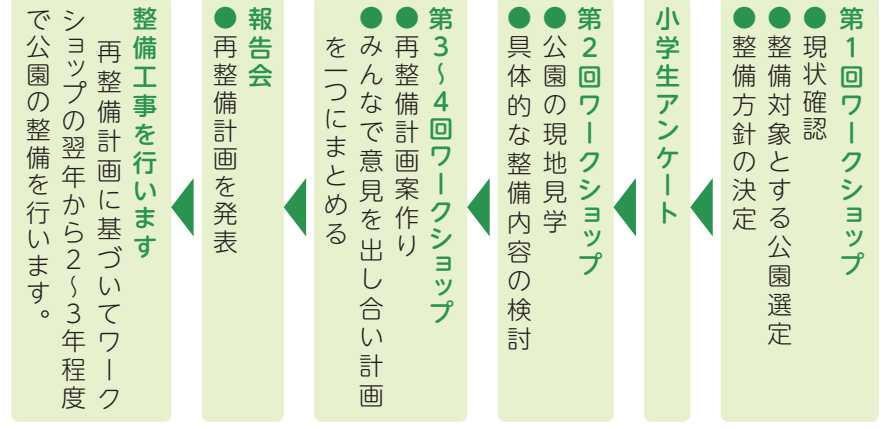 第1回ワークショップ
● 現状確認
● 整備対象とする公園選定
● 整備方針の決定
小学生アンケート
第2回ワークショップ
● 公園の現地見学
● 具体的な整備内容の検討
第3～4回ワークショップ
● 再整備計画案作り
● みんなで意見を出し合い計画
を一つにまとめる
報告会
● 再整備計画を発表
整備工事を行います
再整備計画に基づいてワーク
ショップの翌年から2～3年程度
で公園の整備を行います。